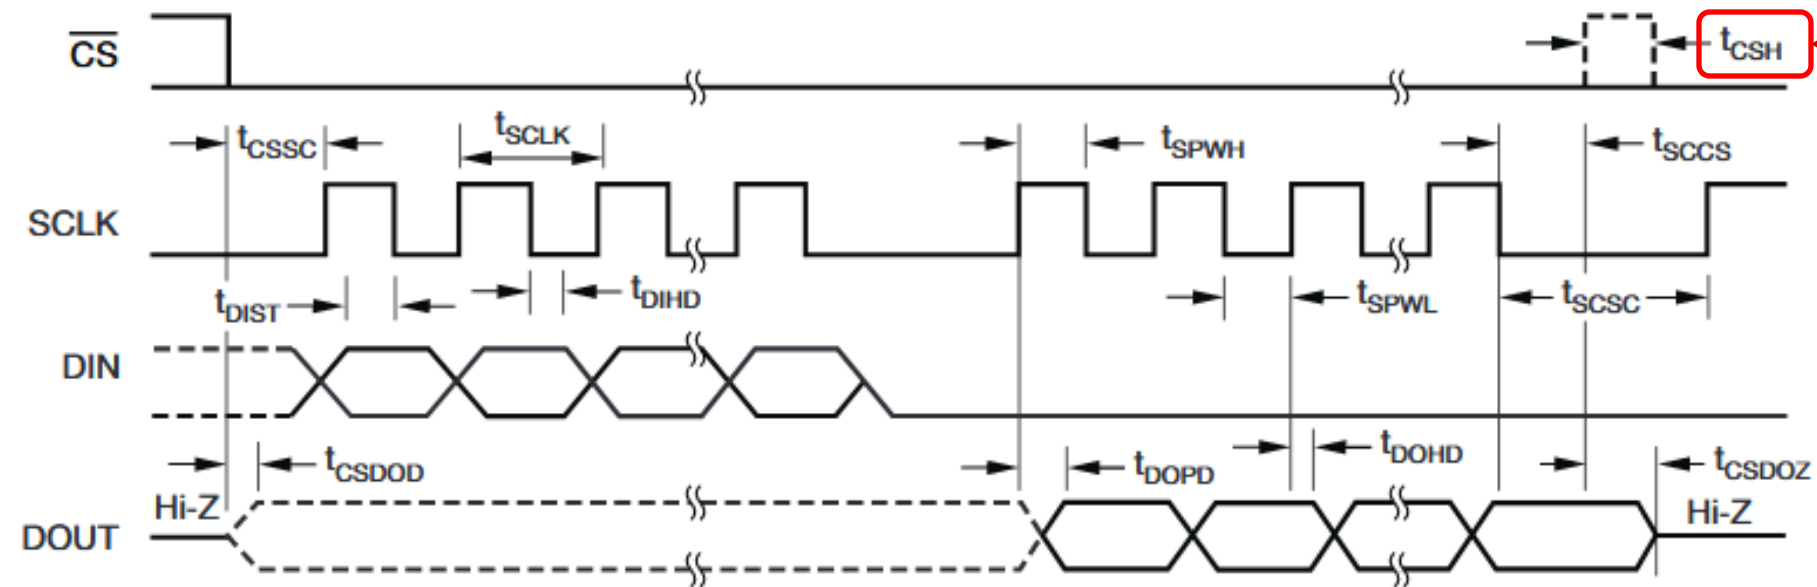 CS tCSH
tCSSC tSCLK tSPWH tSCCS
SCLK
tDIST tDIHD tSPWL tSCSC
DIN
tCSDOD tDOPD tDOHD tCSDOZ
Hi-Z Hi-Z
DOUT